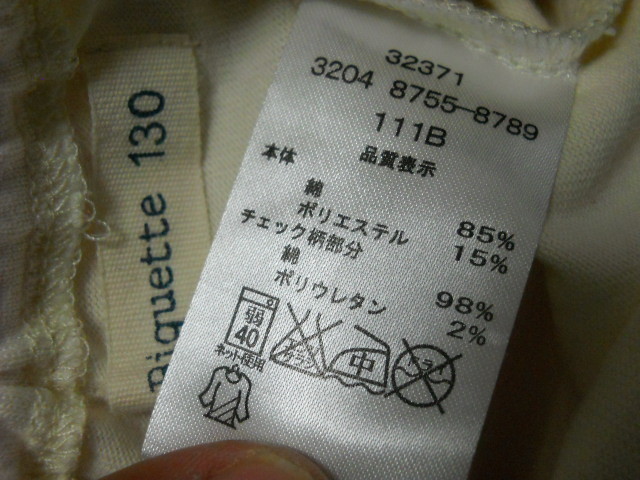 32371
3204 8755-8789
111B
本体 品質表示
綿 85%
ポリエステル 15%
チェック柄部分
綿 98%
ポリウレタン 2%
弱
40
ネット使用
中
130